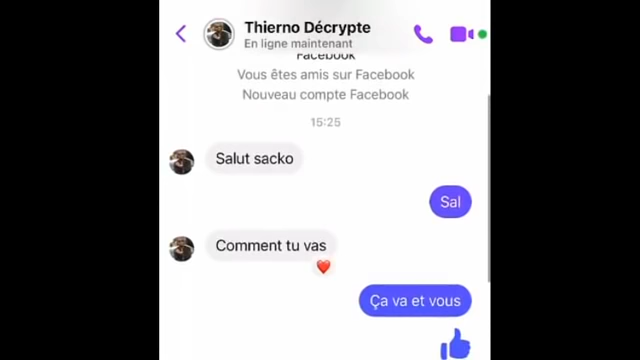 Thierno Décrypte
En ligne maintenant
Facebook
Vous êtes amis sur Facebook
Nouveau compte Facebook
15:25
Salut sacko
Sal
Comment tu vas
Ça va et vous